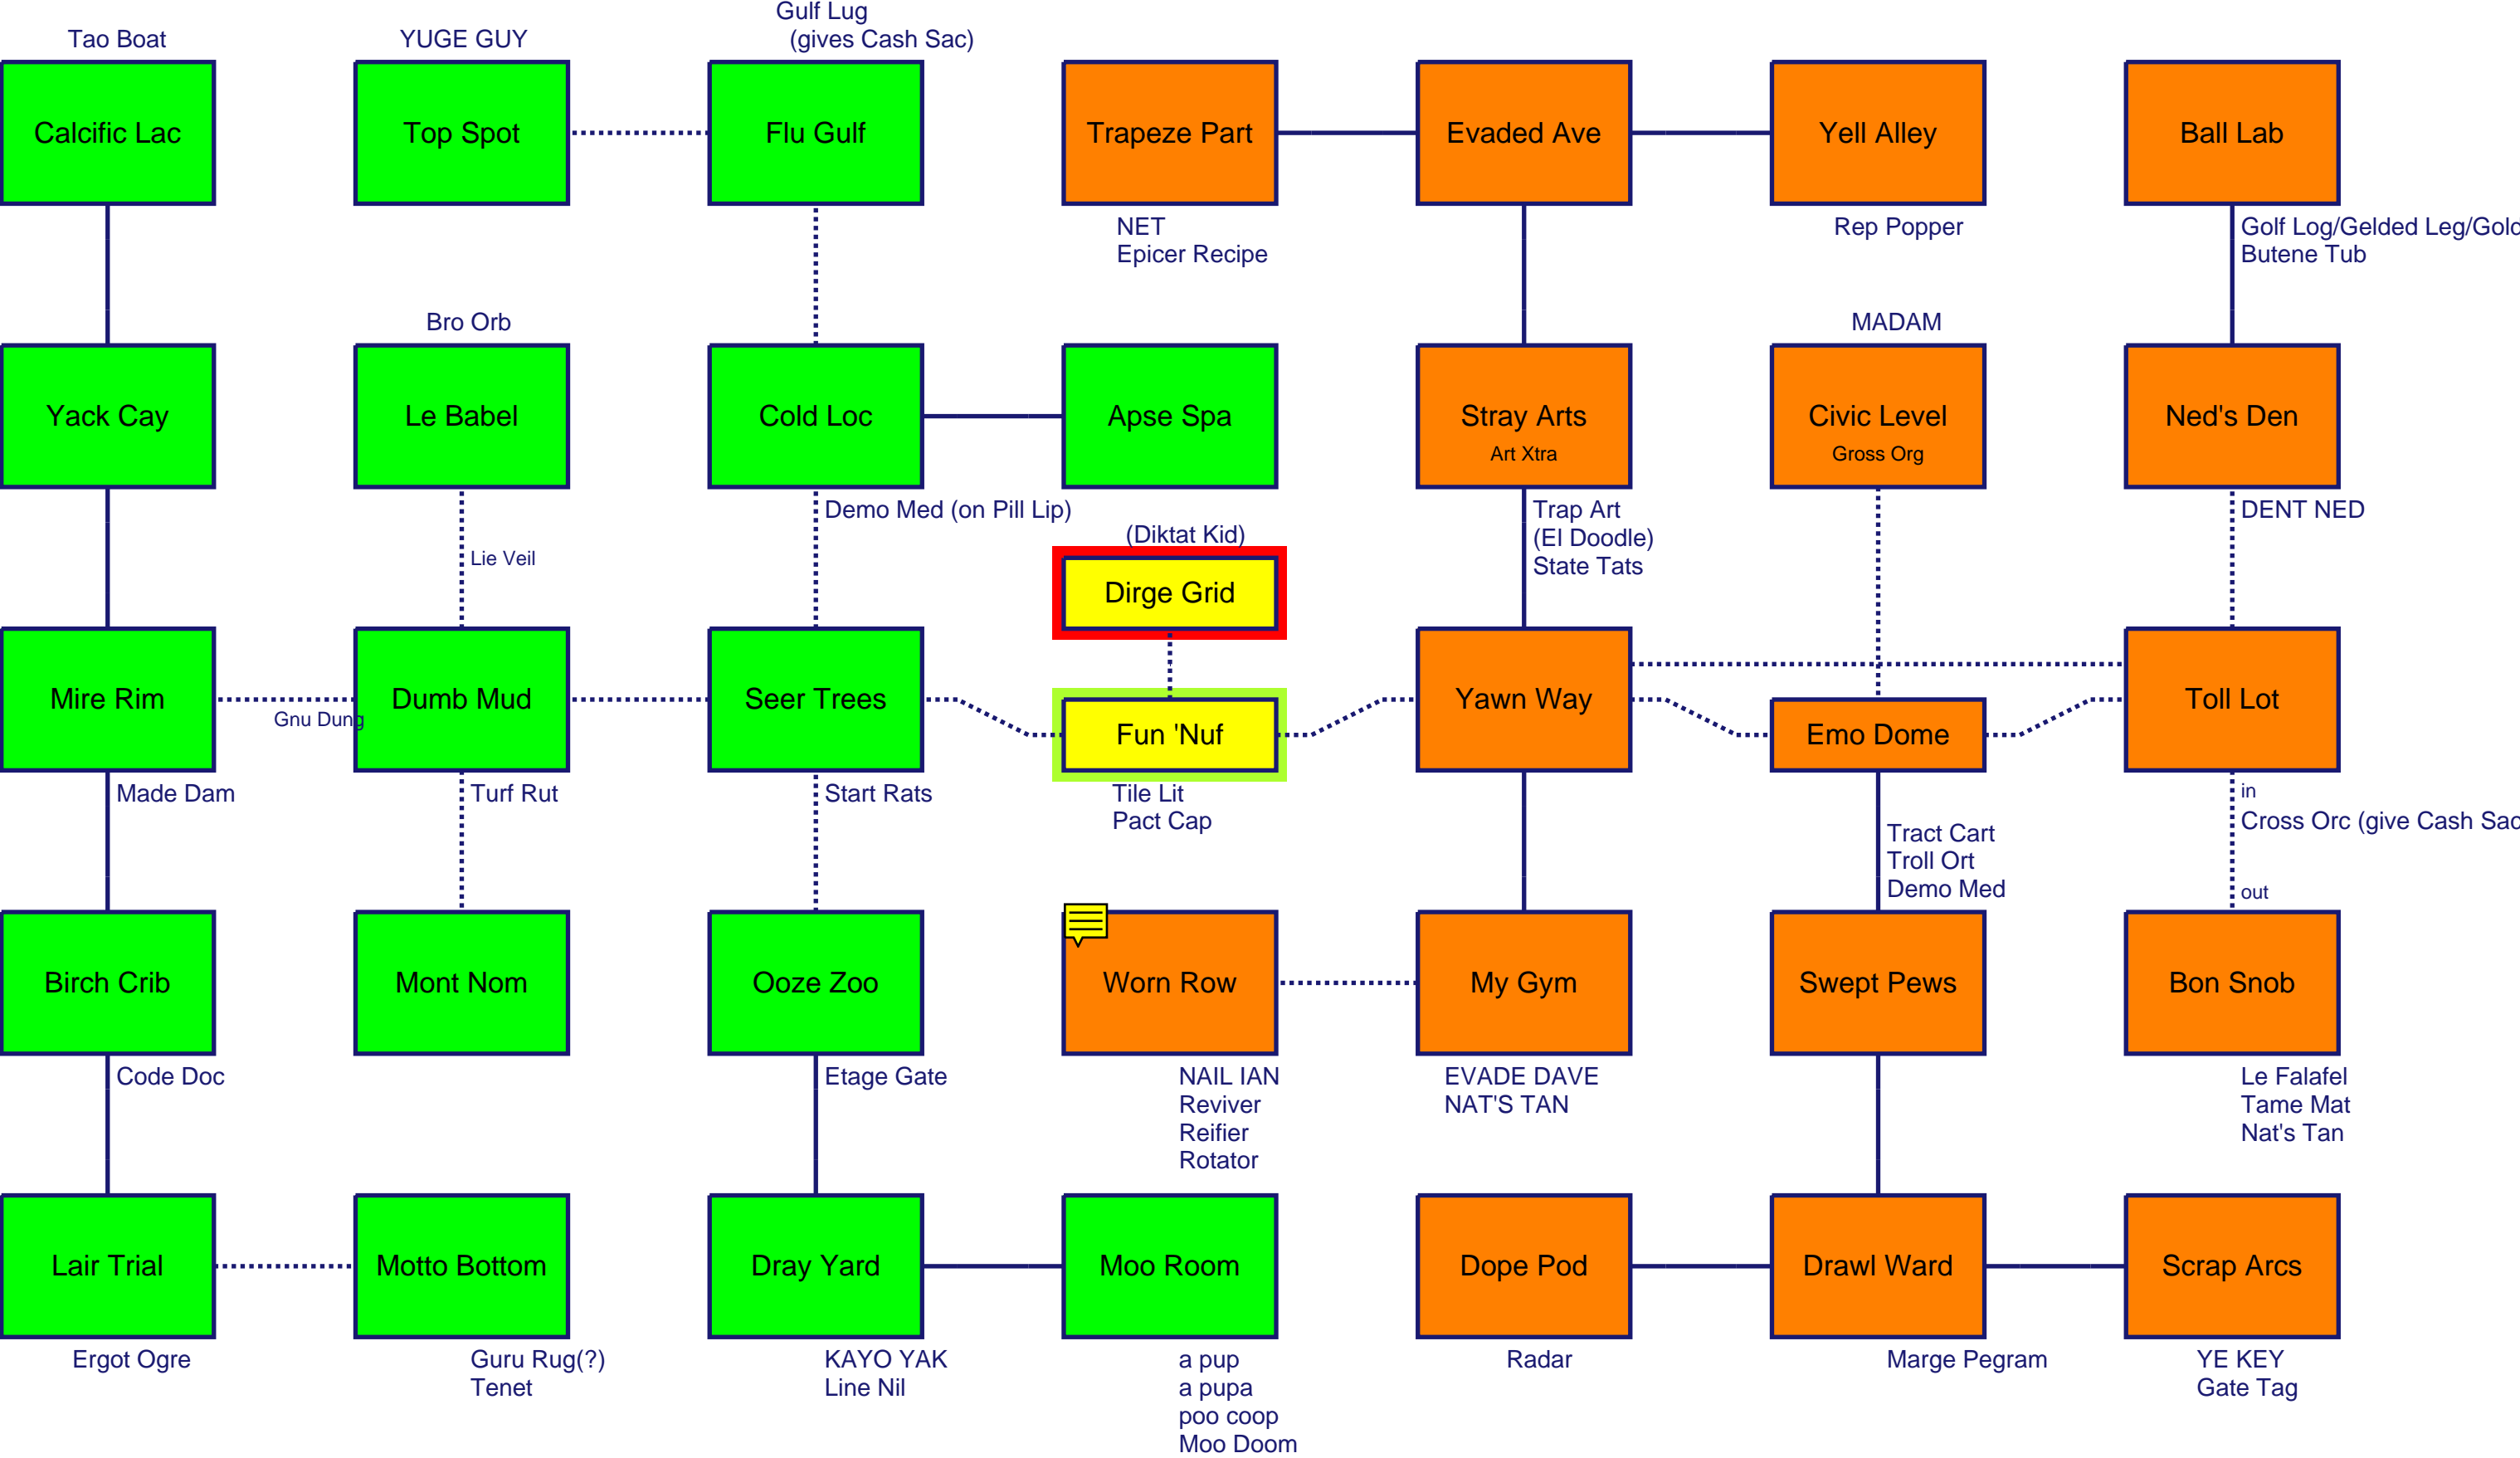 Gulf Lug
(gives Cash Sac)
Tao Boat
YUGE GUY
Calcific Lac
Top Spot
Flu Gulf
Trapeze Part
Evaded Ave
Yell Alley
Ball Lab
NET
Epicer Recipe
Rep Popper
Golf Log/Gelded Leg/Gold
Butene Tub
Bro Orb
MADAM
Yack Cay
Le Babel
Cold Loc
Apse Spa
Stray Arts
Art Xtra
Civic Level
Gross Org
Ned's Den
Demo Med (on Pill Lip)
Trap Art
(El Doodle)
State Tats
DENT NED
(Diktat Kid)
Lie Veil
Dirge Grid
Mire Rim
Gnu Dung
Dumb Mud
Seer Trees
Fun 'Nuf
Yawn Way
Emo Dome
Toll Lot
Made Dam
Turf Rut
Start Rats
Tile Lit
Pact Cap
Tract Cart
Troll Ort
Demo Med
in
Cross Orc (give Cash Sac
out
Birch Crib
Mont Nom
Ooze Zoo
Worn Row
My Gym
Swept Pews
Bon Snob
Code Doc
Etage Gate
NAIL IAN
Reviver
Reifier
Rotator
EVADE DAVE
NAT'S TAN
Le Falafel
Tame Mat
Nat's Tan
Lair Trial
Motto Bottom
Dray Yard
Moo Room
Dope Pod
Drawl Ward
Scrap Arcs
Ergot Ogre
Guru Rug(?)
Tenet
KAYO YAK
Line Nil
a pup
a pupa
poo coop
Moo Doom
Radar
Marge Pegram
YE KEY
Gate Tag